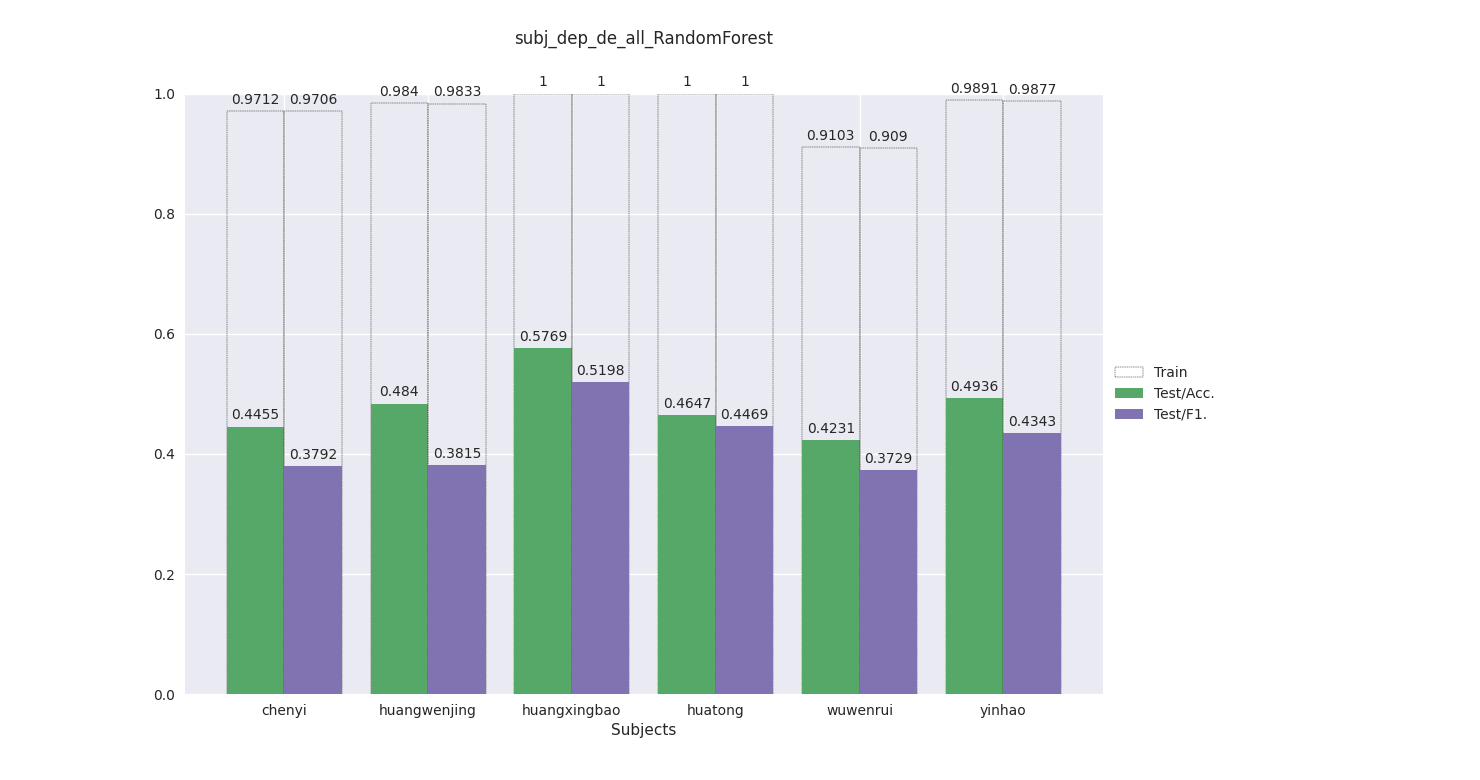 subj_dep_de_all_RandomForest
1 1 1 1
0.9712 0.9706 0.984 0.9833 0.9891 0.9877
1.0
0.9103 0.909
0.8
0.6
0.5769
0.5198
Train
0.484 0.4936
Test/Acc.
0.4455 0.4647 0.4469 0.4231 0.4343
Test/F1.
0.4
0.3792 0.3815 0.3729
0.2
0.0
chenyi huangwenjing huangxingbao huatong wuwenrui yinhao
Subjects